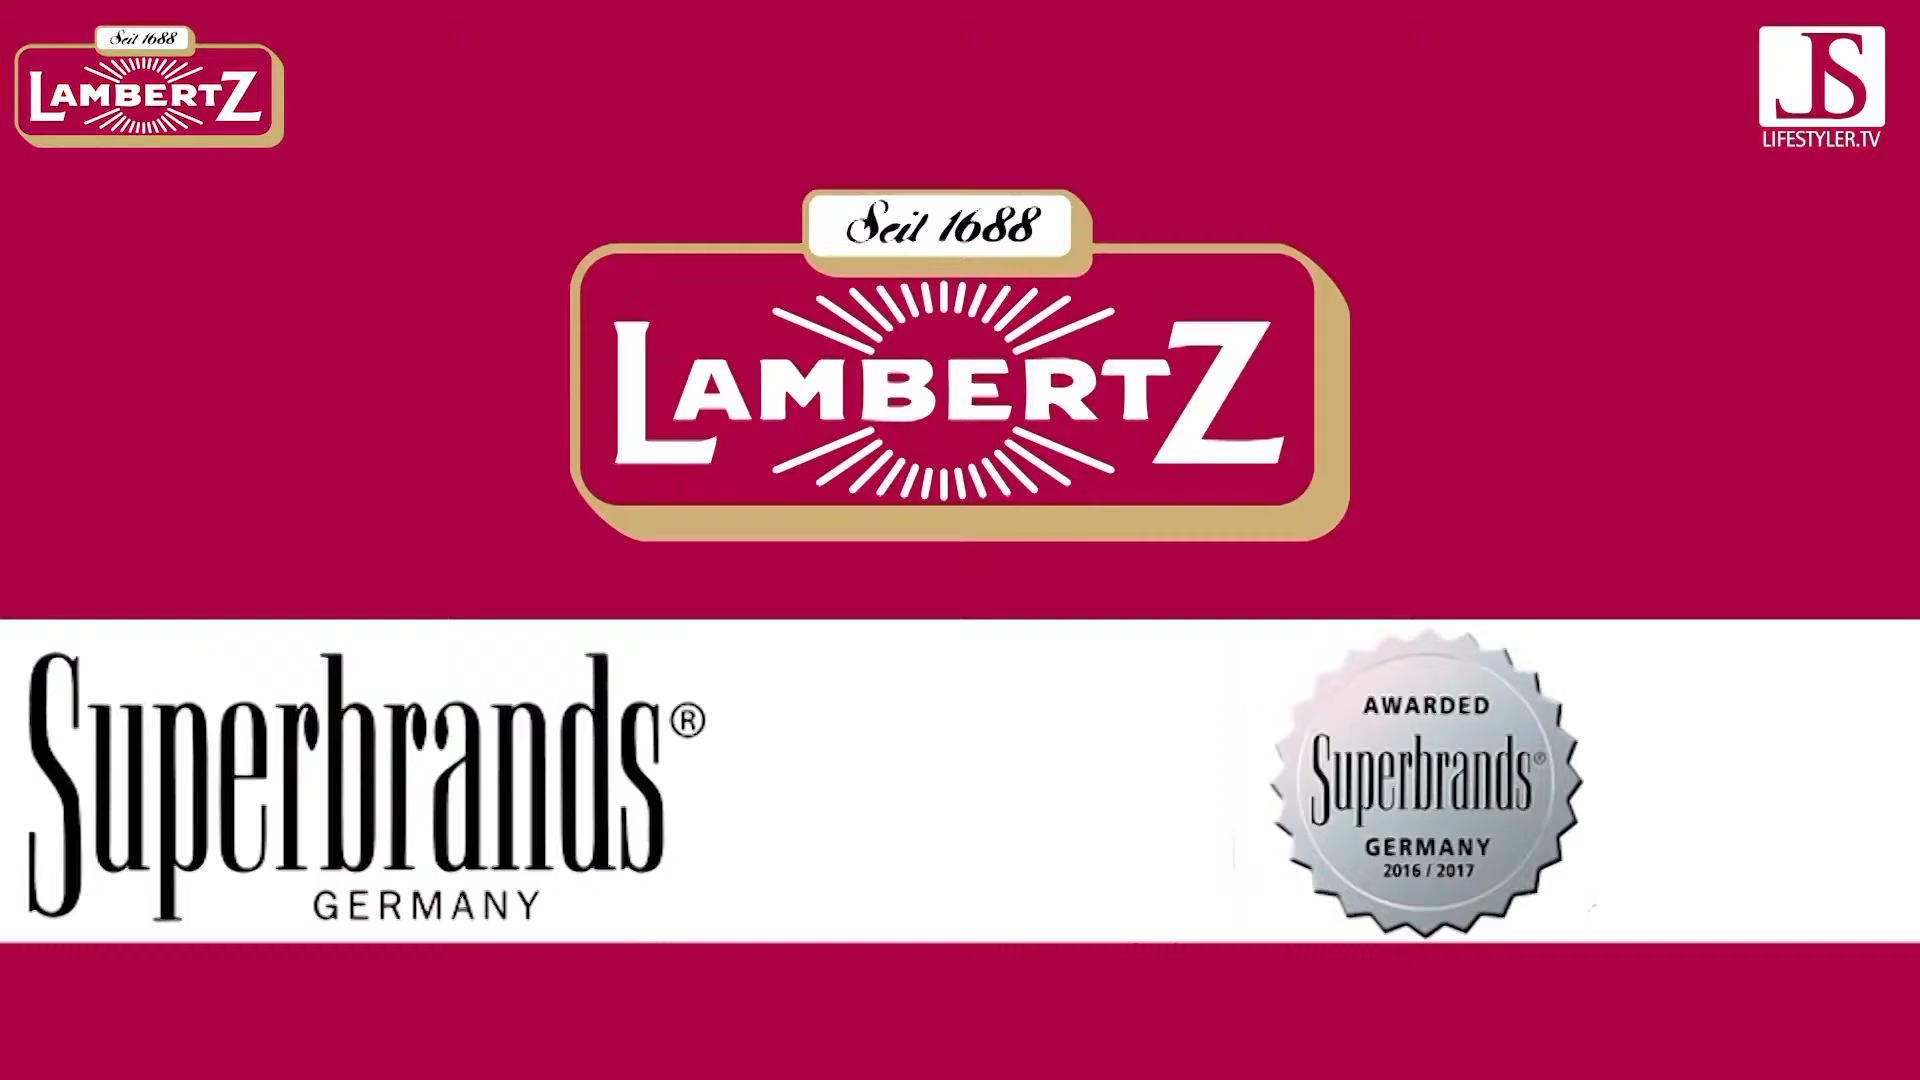 Seit 1688
LAMBERTZ
JS
LIFESTYLER.TV
Seit 1688
LAMBERTZ
Superbrands®
GERMANY
AWARDED
Superbrands®
GERMANY
2016 / 2017